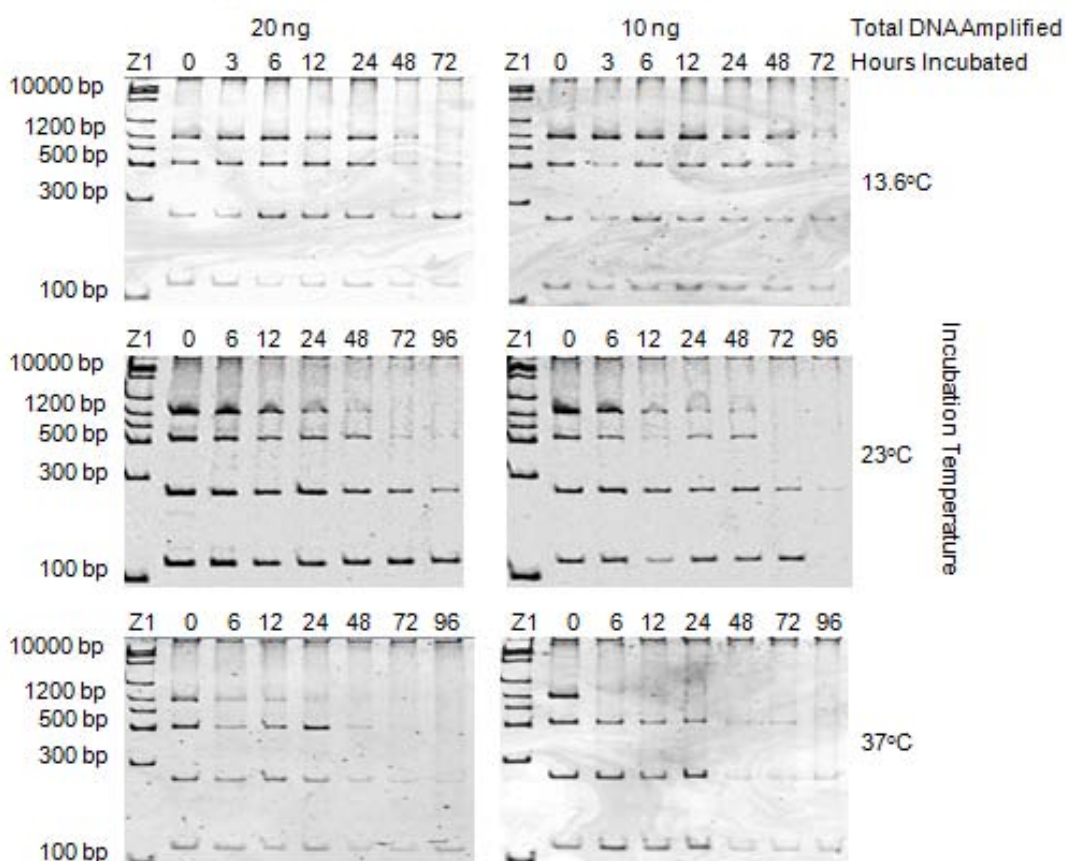 20 ng 10 ng Total DNAAmplified
Z1 0 3 6 12 24 48 72 Z1 0 3 6 12 24 48 72 Hours Incubated
10000 bp
1200 bp
500 bp
300 bp
13.6°C
100 bp
Z1 0 6 12 24 48 72 96 Z1 0 6 12 24 48 72 96
10000 bp
1200 bp
500 bp
300 bp
23°C
100 bp
Incubation Temperature
Z1 0 6 12 24 48 72 96 Z1 0 6 12 24 48 72 96
10000 bp
1200 bp
500 bp
300 bp
37°C
100 bp